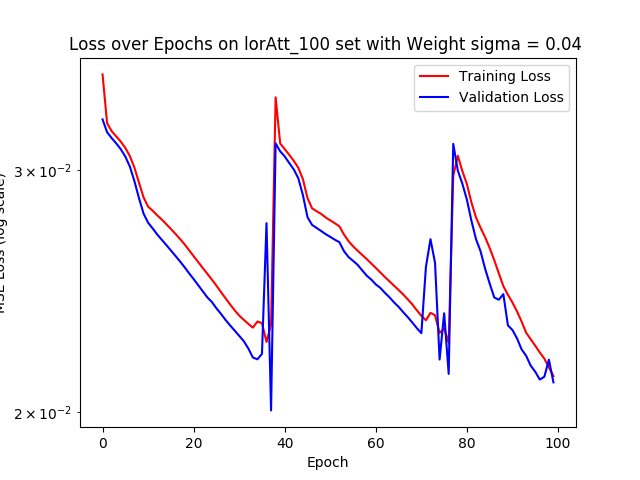 Loss over Epochs on lorAtt_100 set with Weight sigma = 0.04
Training Loss
Validation Loss
3 × 10⁻²
2 × 10⁻²
MSE Loss (log scale)
0 20 40 60 80 100
Epoch